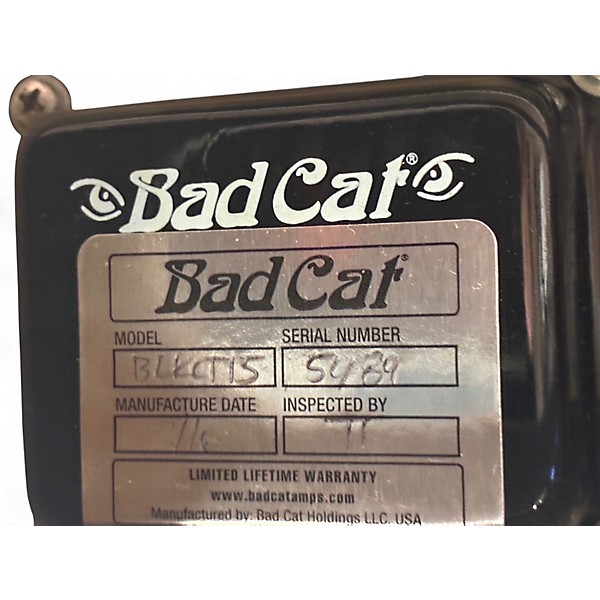 Bad Cat®
Bad Cat®
MODEL SERIAL NUMBER
BLKCT15 5489
MANUFACTURE DATE INSPECTED BY
LIMITED LIFETIME WARRANTY
www.badcatamps.com
Manufactured by: Bad Cat Holdings LLC. USA